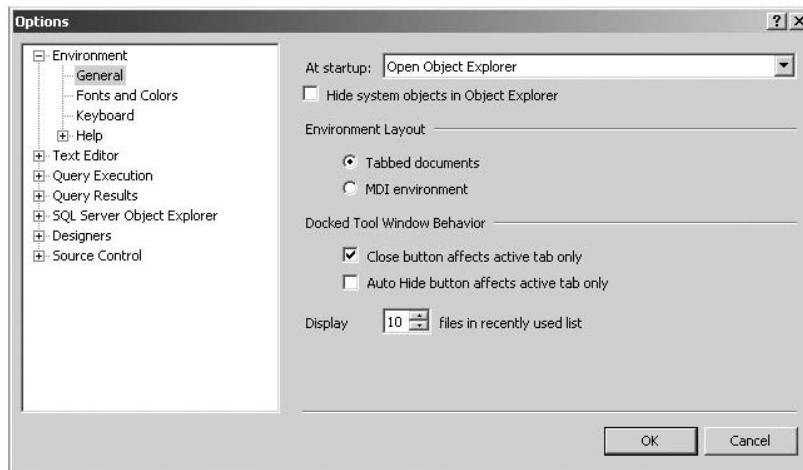 Options
Environment
General
Fonts and Colors
Keyboard
Help
Text Editor
Query Execution
Query Results
SQL Server Object Explorer
Designers
Source Control
At startup: Open Object Explorer
Hide system objects in Object Explorer
Environment Layout
Tabbed documents
MDI environment
Docked Tool Window Behavior
Close button affects active tab only
Auto Hide button affects active tab only
Display 10 files in recently used list
OK Cancel